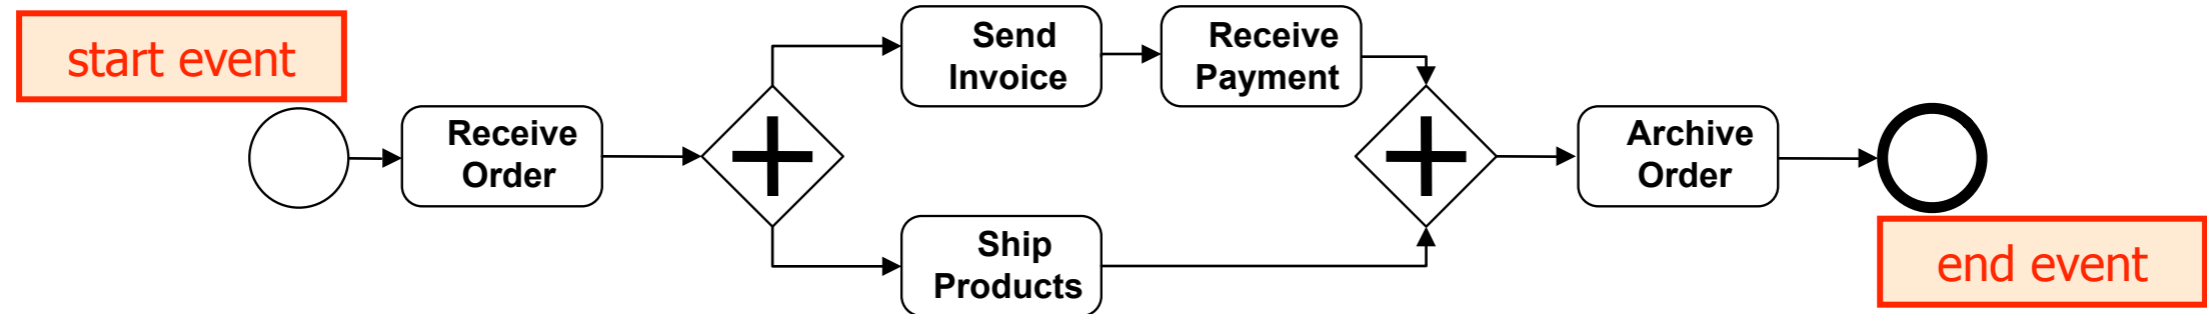 start event
Receive
Order
Send
Invoice
Receive
Payment
Ship
Products
Archive
Order
end event